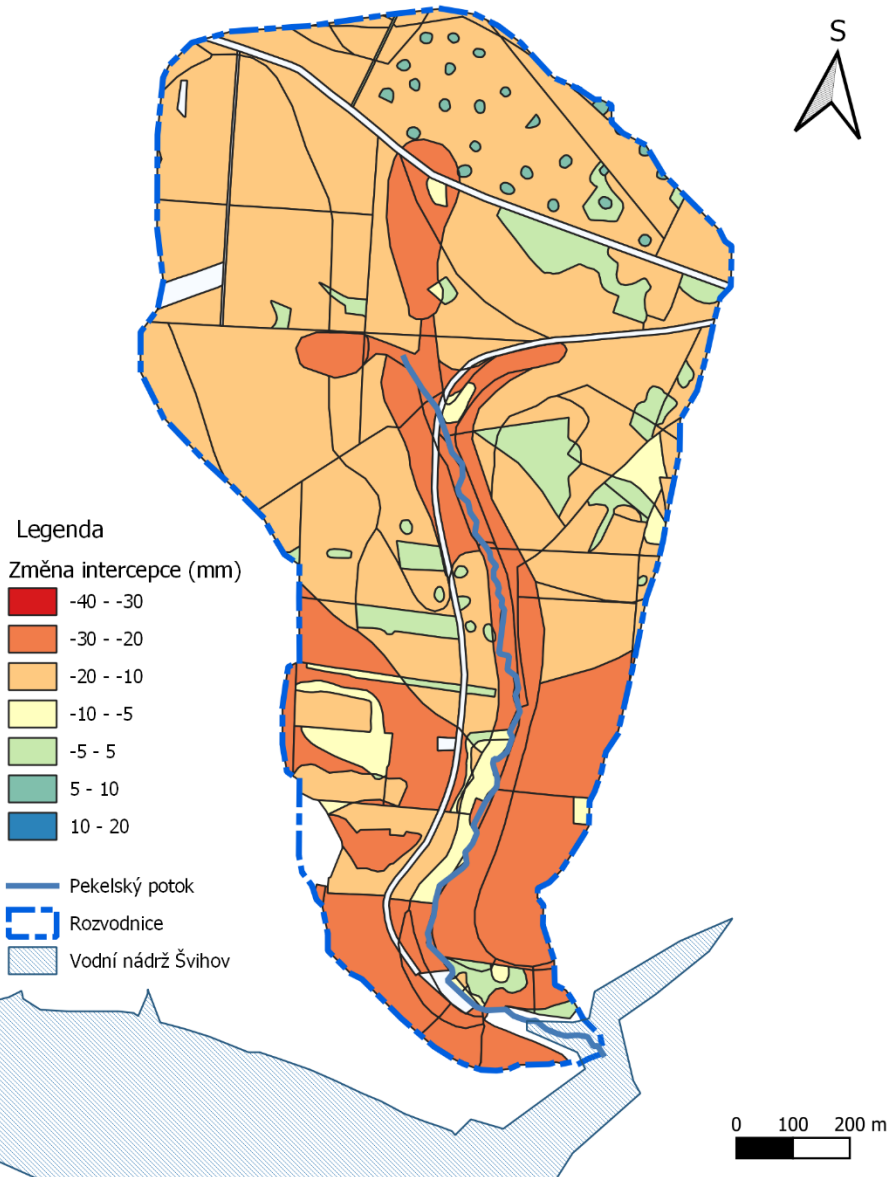 S
Legenda
Změna intercepce (mm)
-40 - -30
-30 - -20
-20 - -10
-10 - -5
-5 - 5
5 - 10
10 - 20
Pekelský potok
Rozvodnice
Vodní nádrž Švihov
0 100 200 m